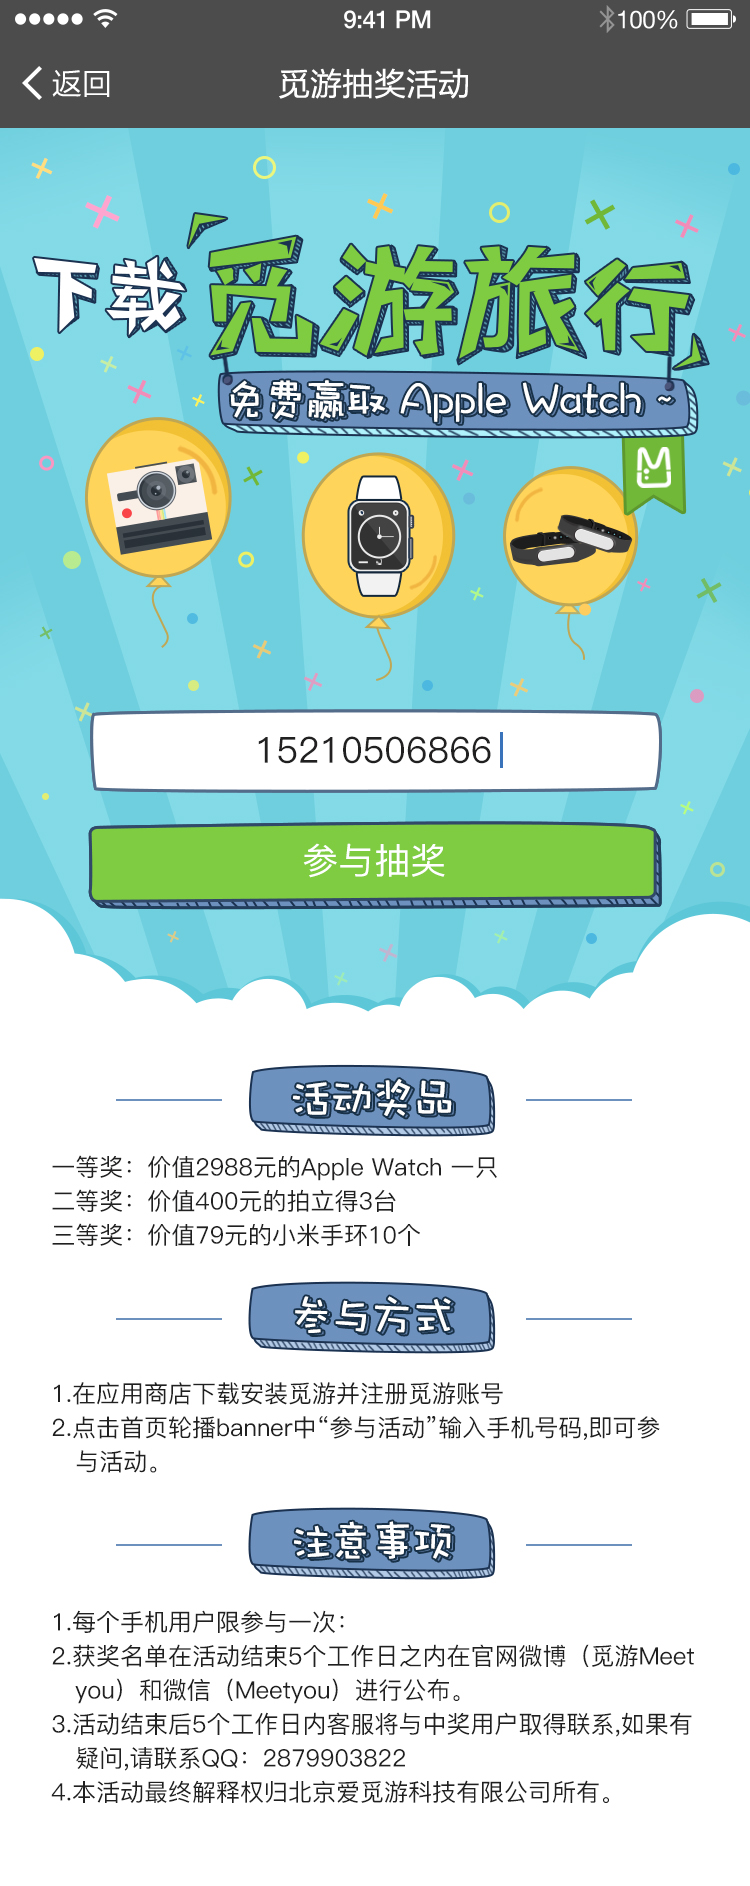 9:41 PM
100%
返回
觅游抽奖活动
下载 觅游旅行
免费赢取 Apple Watch ~
M
15210506866
参与抽奖
活动奖品
一等奖：价值2988元的Apple Watch 一只
二等奖：价值400元的拍立得3台
三等奖：价值79元的小米手环10个
参与方式
1.在应用商店下载安装觅游并注册觅游账号
2.点击首页轮播banner中“参与活动”输入手机号码,即可参
与活动。
注意事项
1.每个手机用户限参与一次：
2.获奖名单在活动结束5个工作日之内在官网微博（觅游Meet
you）和微信（Meetyou）进行公布。
3.活动结束后5个工作日内客服将与中奖用户取得联系,如果有
疑问,请联系QQ：2879903822
4.本活动最终解释权归北京爱觅游科技有限公司所有。